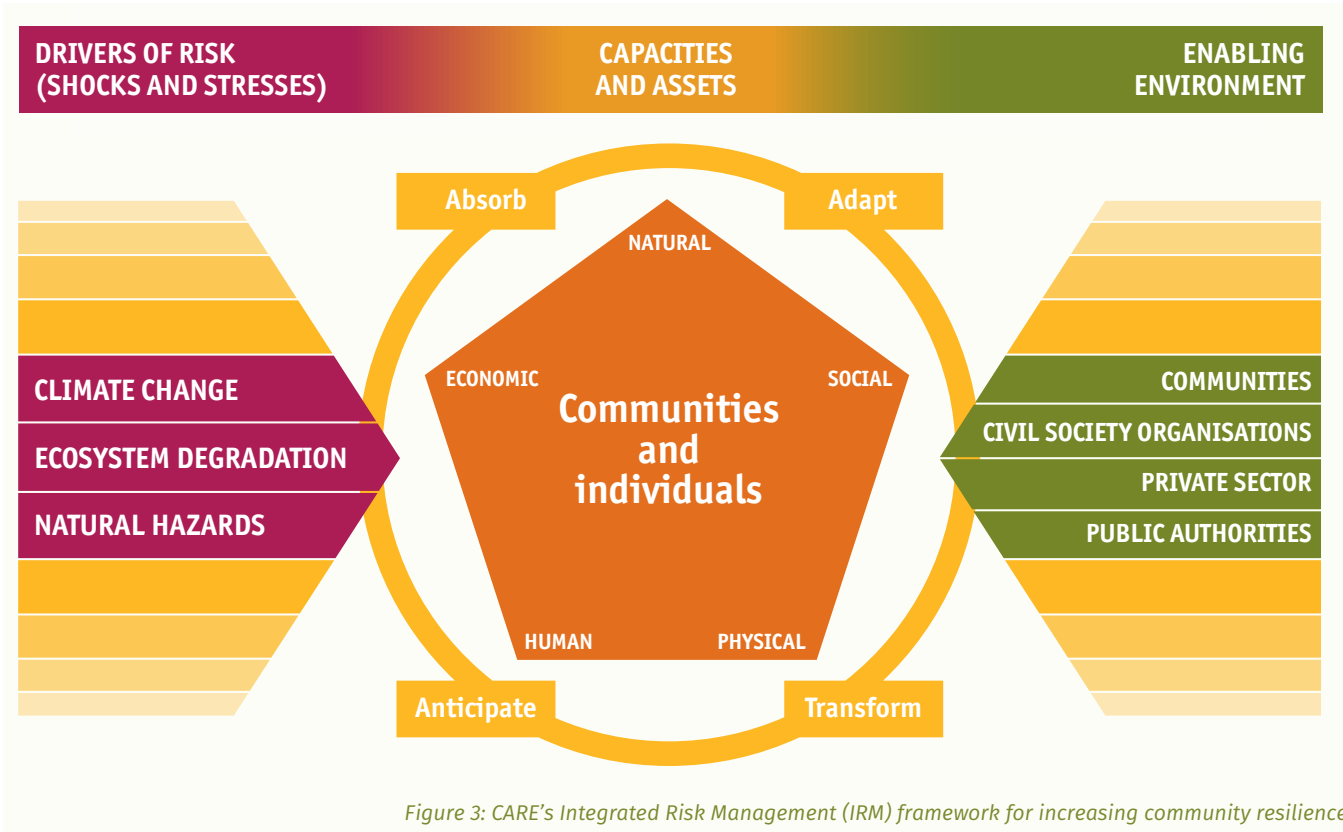 DRIVERS OF RISK
(SHOCKS AND STRESSES)
CAPACITIES
AND ASSETS
ENABLING
ENVIRONMENT
Absorb
Adapt
NATURAL
ECONOMIC
SOCIAL
Communities
and
individuals
HUMAN
PHYSICAL
Anticipate
Transform
CLIMATE CHANGE
ECOSYSTEM DEGRADATION
NATURAL HAZARDS
COMMUNITIES
CIVIL SOCIETY ORGANISATIONS
PRIVATE SECTOR
PUBLIC AUTHORITIES
Figure 3: CARE's Integrated Risk Management (IRM) framework for increasing community resilience